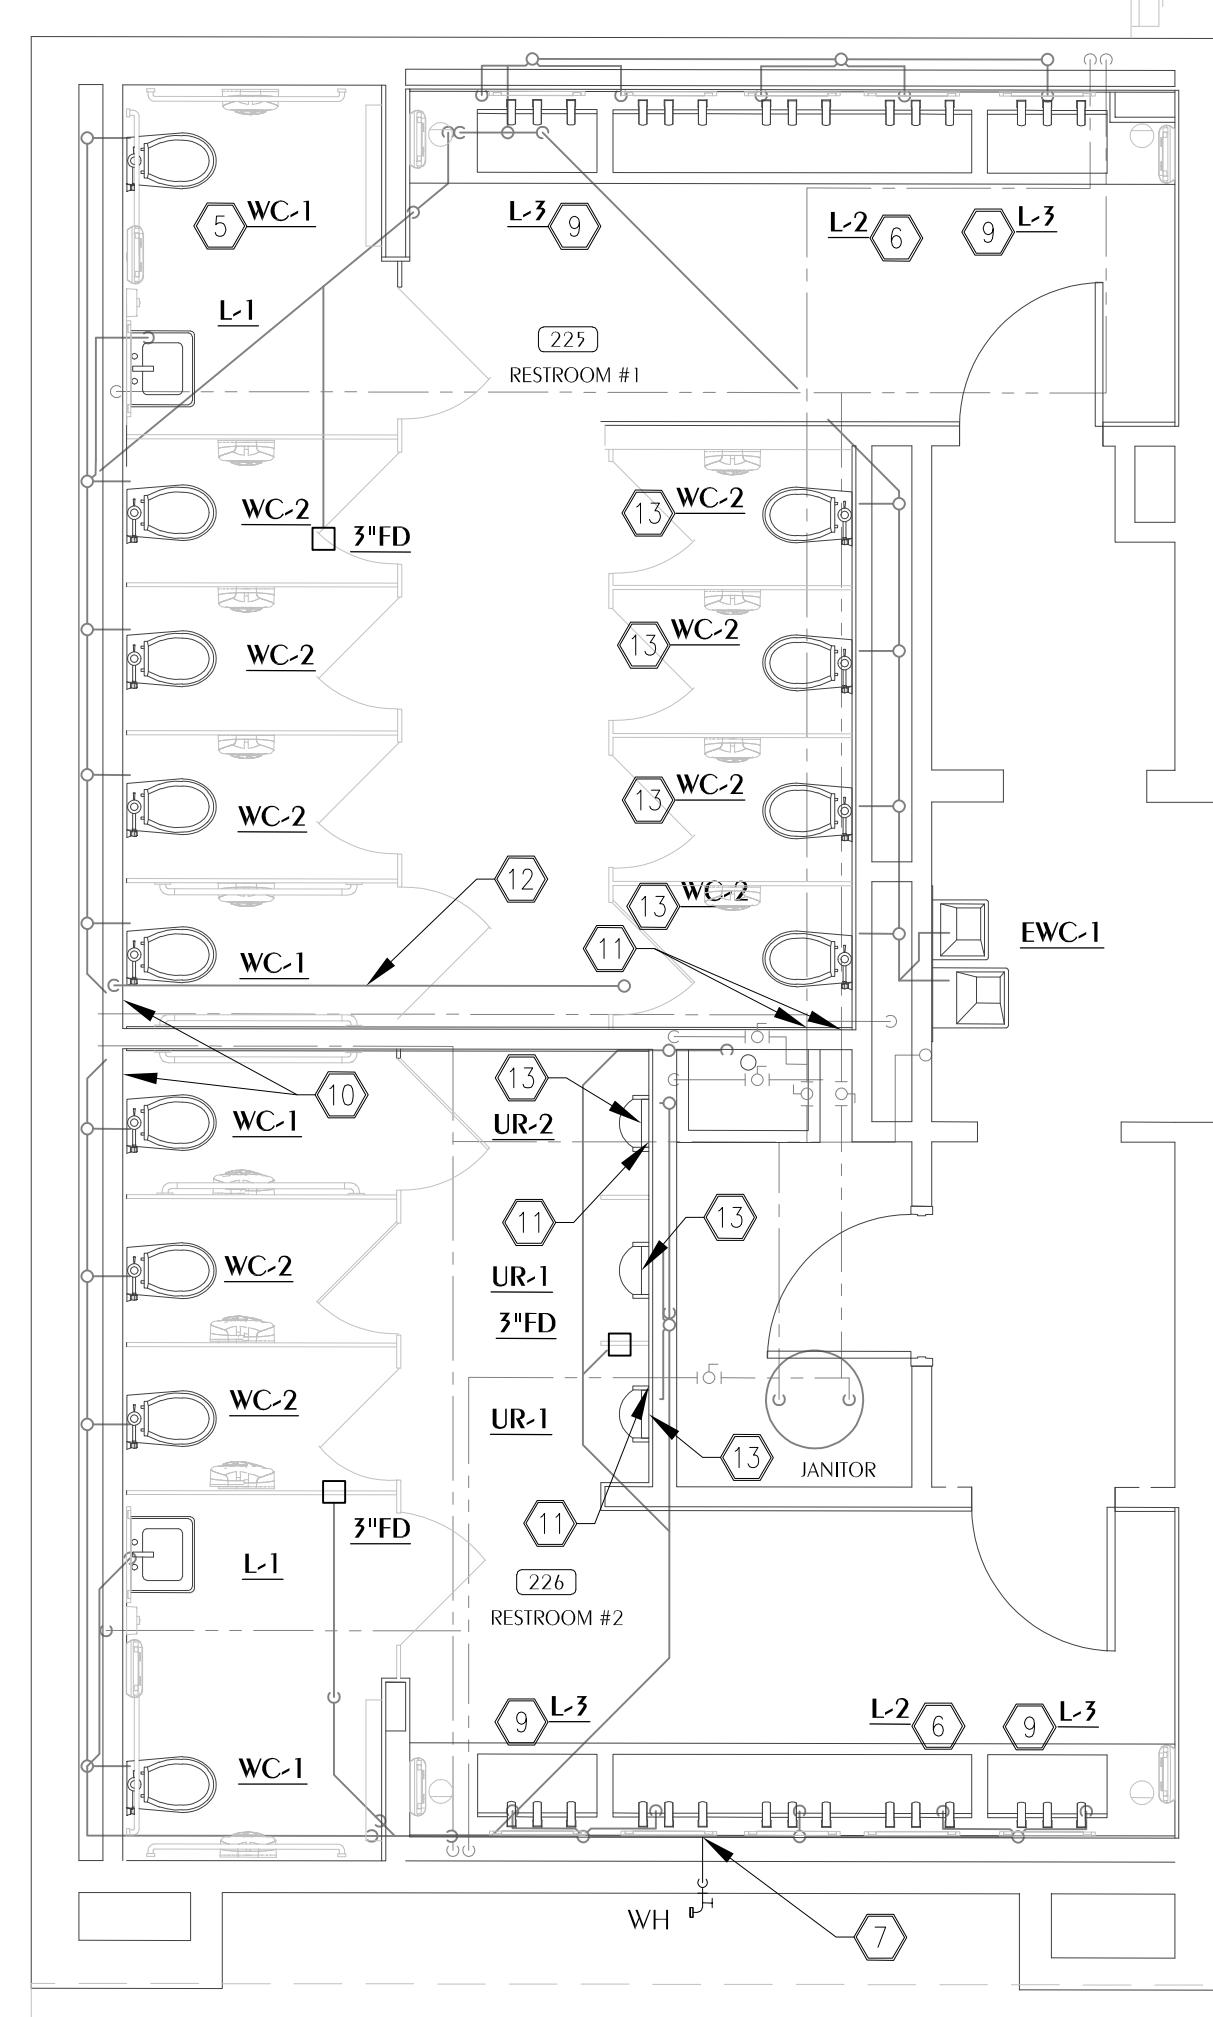 5 WC-1
L-3 9
L-2 6
9 L-3
L-1
225
RESTROOM #1
WC-2
3"FD
13 WC-2
WC-2
13 WC-2
WC-2
13 WC-2
12
13 WC-2
11
EWC-1
WC-1
10
13
WC-1
UR-2
11
13
WC-2
UR-1
3"FD
WC-2
UR-1
13
JANITOR
3"FD
11
L-1
226
RESTROOM #2
9 L-3
L-2 6
9 L-3
WC-1
WH
7